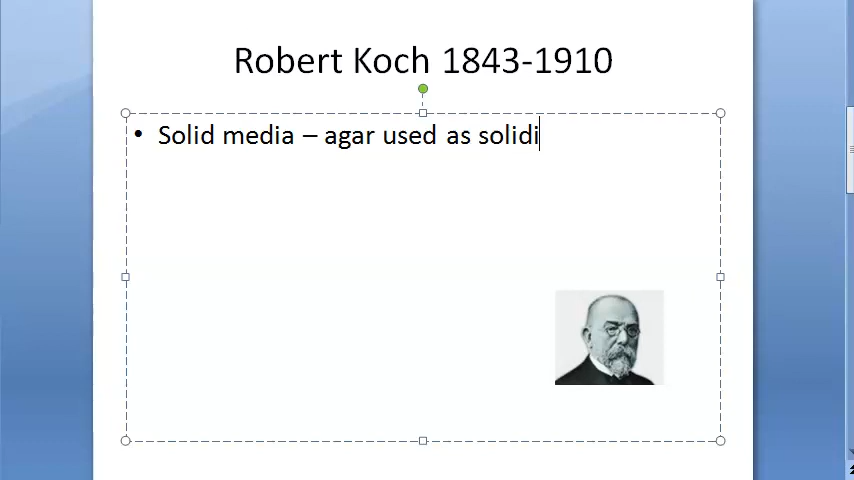 Robert Koch 1843-1910
• Solid media – agar used as solidi